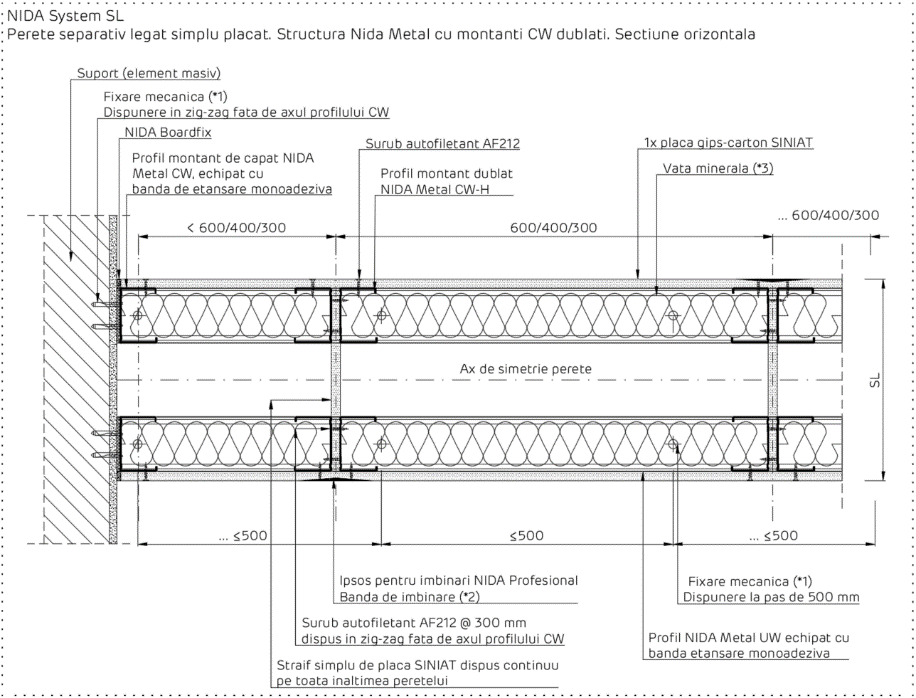 NIDA System SL
Perete separativ legat simplu placat. Structura Nida Metal cu montanti CW dublati. Sectiune orizontala
Suport (element masiv)
Fixare mecanica (*1)
Dispunere in zig-zag fata de axul profilului CW
NIDA Boardfix
Profil montant de capat NIDA
Metal CW, echipat cu
banda de etansare monoadeziva
Surub autofiletant AF212
Profil montant dublat
NIDA Metal CW-H
1x placa gips-carton SINIAT
Vata minerala (*3)
< 600/400/300
600/400/300
... 600/400/300
Ax de simetrie perete
SL
... ≤500
≤500
... ≤500
Ipsos pentru imbinari NIDA Profesional
Banda de imbinare (*2)
Surub autofiletant AF212 @ 300 mm
dispus in zig-zag fata de axul profilului CW
Straif simplu de placa SINIAT dispus continuu
pe toata inaltimea peretelui
Fixare mecanica (*1)
Dispunere la pas de 500 mm
Profil NIDA Metal UW echipat cu
banda etansare monoadeziva